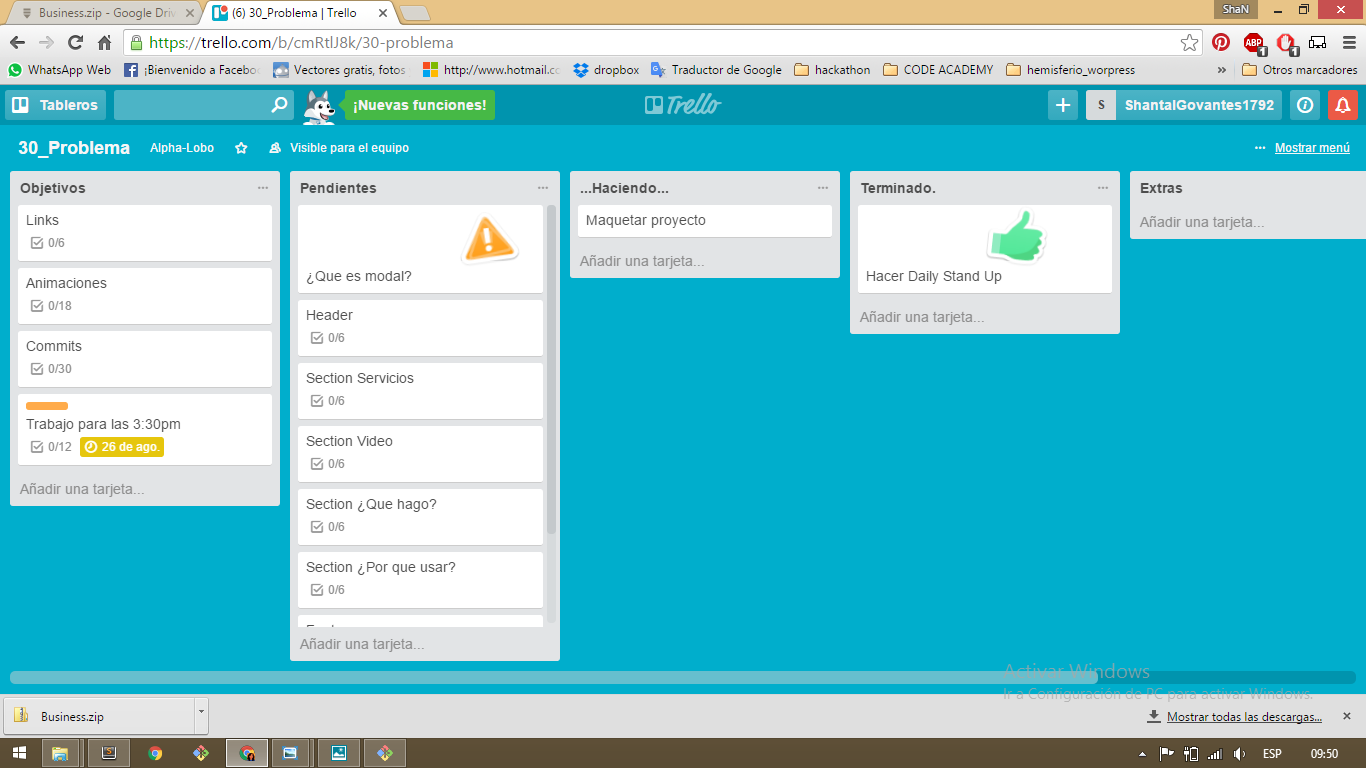 Business.zip - Google Driv
(6) 30_Problema | Trello
ShaN
https://trello.com/b/cmRtlJ8k/30-problema
ABP
1
1
WhatsApp Web
¡Bienvenido a Facebo
Vectores gratis, fotos
http://www.hotmail.cc
dropbox
Traductor de Google
hackathon
CODE ACADEMY
hemisferio_worpress
»
Otros marcadores
Tableros
¡Nuevas funciones!
Trello
S
ShantalGovantes1792
30_Problema
Alpha-Lobo
Visible para el equipo
Mostrar menú
Objetivos
Links
0/6
Animaciones
0/18
Commits
0/30
Trabajo para las 3:30pm
0/12
26 de ago.
Añadir una tarjeta...
Pendientes
¿Que es modal?
Header
0/6
Section Servicios
0/6
Section Video
0/6
Section ¿Que hago?
0/6
Section ¿Por que usar?
0/6
Añadir una tarjeta...
...Haciendo...
Maquetar proyecto
Añadir una tarjeta...
Terminado.
Hacer Daily Stand Up
Añadir una tarjeta...
Extras
Añadir una tarjeta...
Activar Windows
Ir a Configuración de PC para activar Windows.
Business.zip
Mostrar todas las descargas...
ESP
09:50